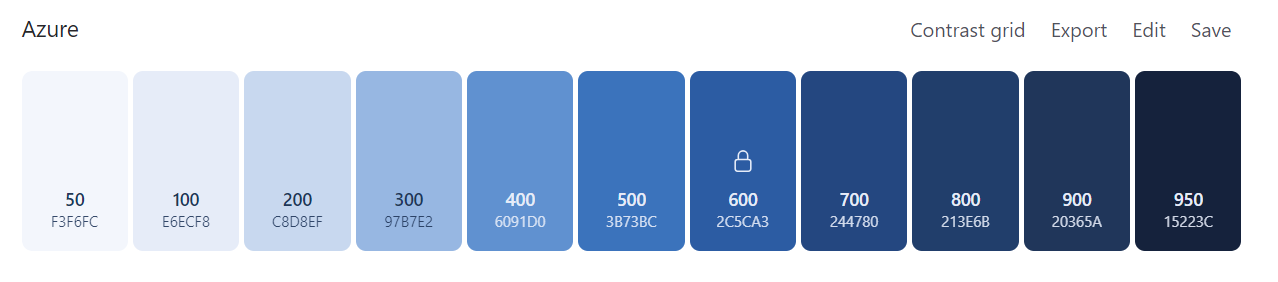 Azure
Contrast grid Export Edit Save
50 100 200 300 400 500 600 700 800 900 950
F3F6FC E6ECF8 C8D8EF 97B7E2 6091D0 3B73BC 2C5CA3 244780 213E6B 20365A 15223C